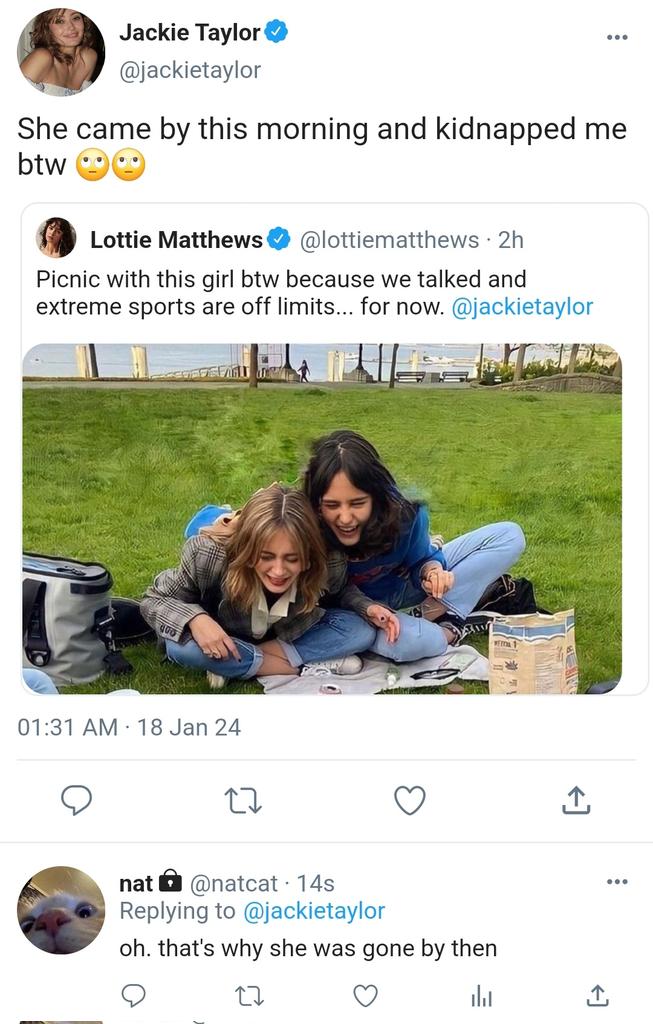 Jackie Taylor
@jackietaylor
She came by this morning and kidnapped me
btw 🙄🙄
Lottie Matthews @lottiematthews · 2h
Picnic with this girl btw because we talked and
extreme sports are off limits... for now. @jackietaylor
01:31 AM · 18 Jan 24
nat @natcat · 14s
Replying to @jackietaylor
oh. that's why she was gone by then